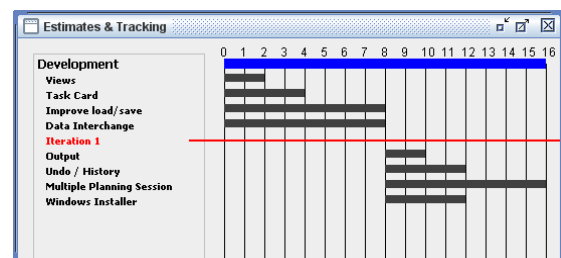 Estimates & Tracking
0 1 2 3 4 5 6 7 8 9 10 11 12 13 14 15 16
Development
Views
Task Card
Improve load/save
Data Interchange
Iteration 1
Output
Undo / History
Multiple Planning Session
Windows Installer